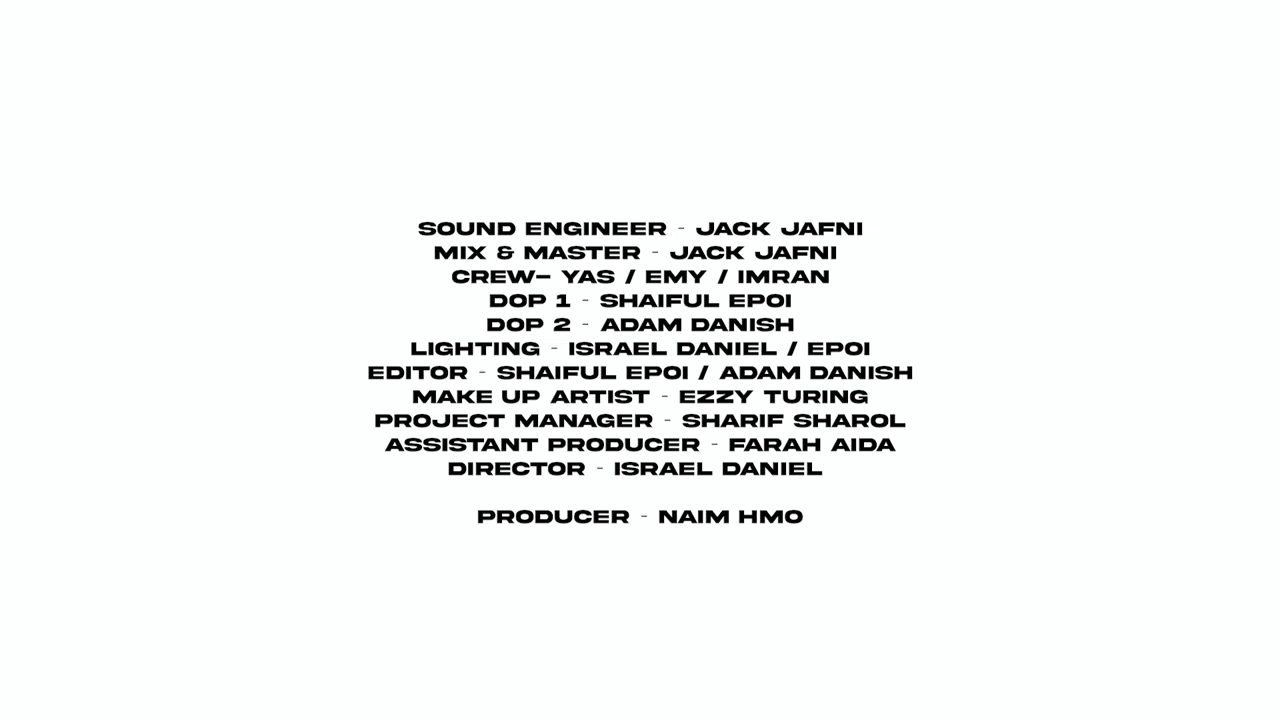 SOUND ENGINEER - JACK JAFNI
MIX & MASTER - JACK JAFNI
CREW– YAS / EMY / IMRAN
DOP 1 - SHAIFUL EPOI
DOP 2 - ADAM DANISH
LIGHTING - ISRAEL DANIEL / EPOI
EDITOR - SHAIFUL EPOI / ADAM DANISH
MAKE UP ARTIST - EZZY TURING
PROJECT MANAGER - SHARIF SHAROL
ASSISTANT PRODUCER - FARAH AIDA
DIRECTOR - ISRAEL DANIEL
PRODUCER - NAIM HMO